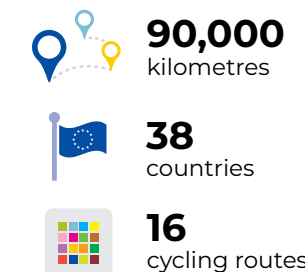 90,000
kilometres
38
countries
16
cycling routes